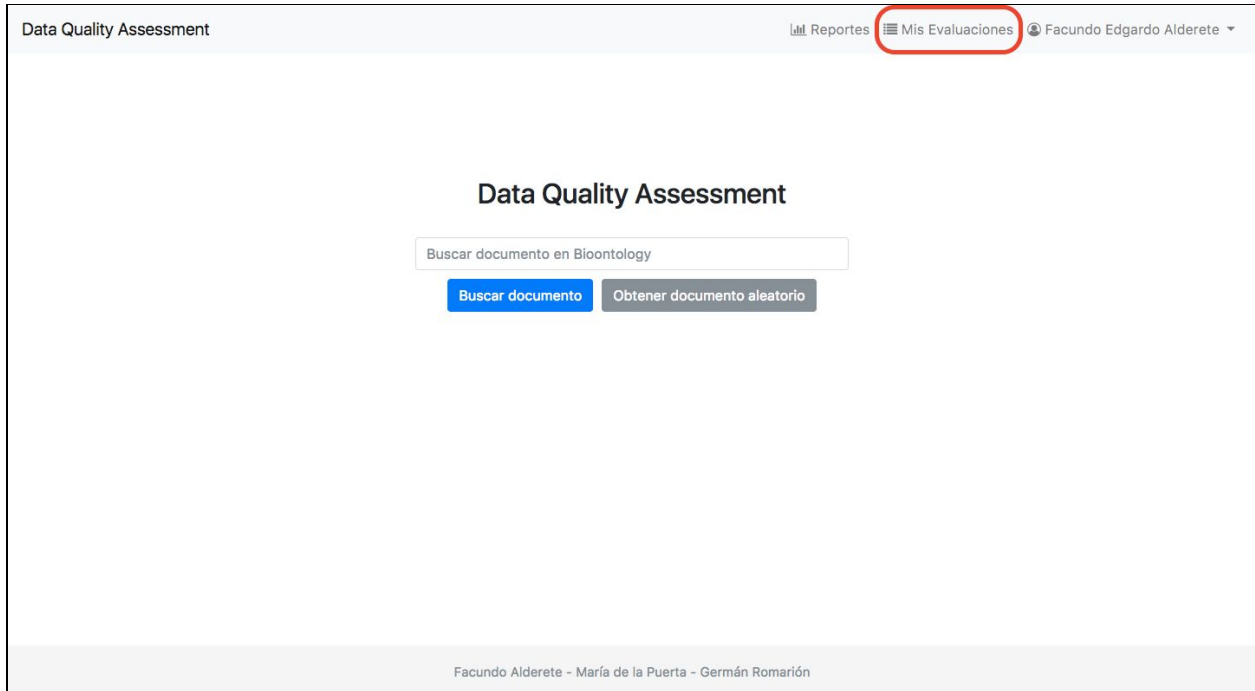 Data Quality Assessment
Reportes
Mis Evaluaciones
Facundo Edgardo Alderete
Data Quality Assessment
Buscar documento en Bioontology
Buscar documento
Obtener documento aleatorio
Facundo Alderete - María de la Puerta - Germán Romarión